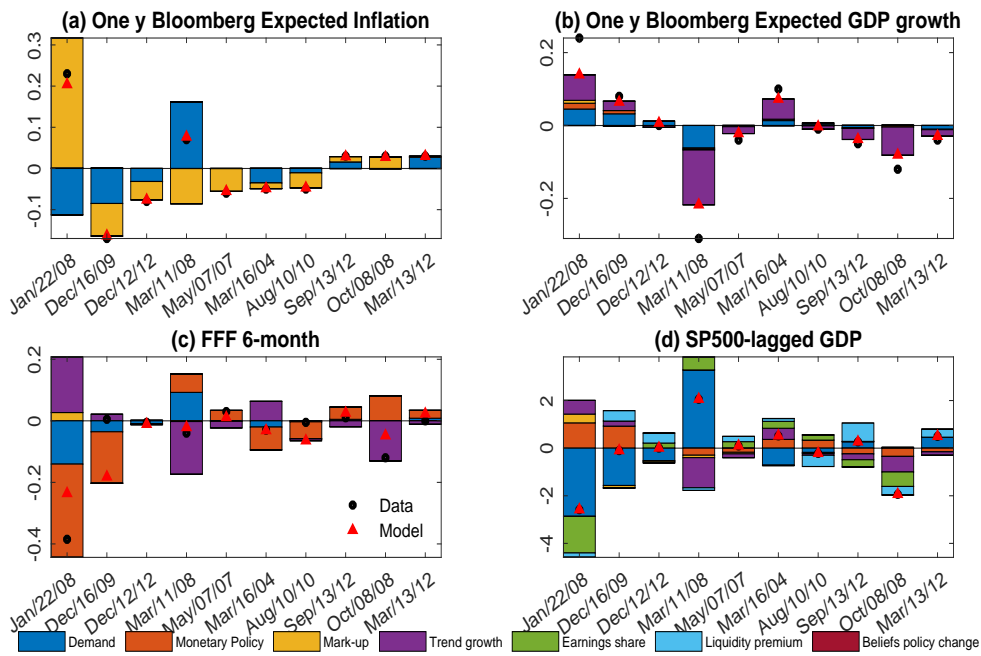 (a) One y Bloomberg Expected Inflation
0.3
0.2
0.1
0
-0.1
Jan/22/08
Dec/16/09
Dec/12/12
Mar/11/08
May/07/07
Mar/16/04
Aug/10/10
Sep/13/12
Oct/08/08
Mar/13/12
(b) One y Bloomberg Expected GDP growth
0.2
0
-0.2
Jan/22/08
Dec/16/09
Dec/12/12
Mar/11/08
May/07/07
Mar/16/04
Aug/10/10
Sep/13/12
Oct/08/08
Mar/13/12
(c) FFF 6-month
0.2
0
-0.2
-0.4
Data
Model
Jan/22/08
Dec/16/09
Dec/12/12
Mar/11/08
May/07/07
Mar/16/04
Aug/10/10
Sep/13/12
Oct/08/08
Mar/13/12
(d) SP500-lagged GDP
2
0
-2
-4
Jan/22/08
Dec/16/09
Dec/12/12
Mar/11/08
May/07/07
Mar/16/04
Aug/10/10
Sep/13/12
Oct/08/08
Mar/13/12
Demand Monetary Policy Mark-up Trend growth Earnings share Liquidity premium Beliefs policy change